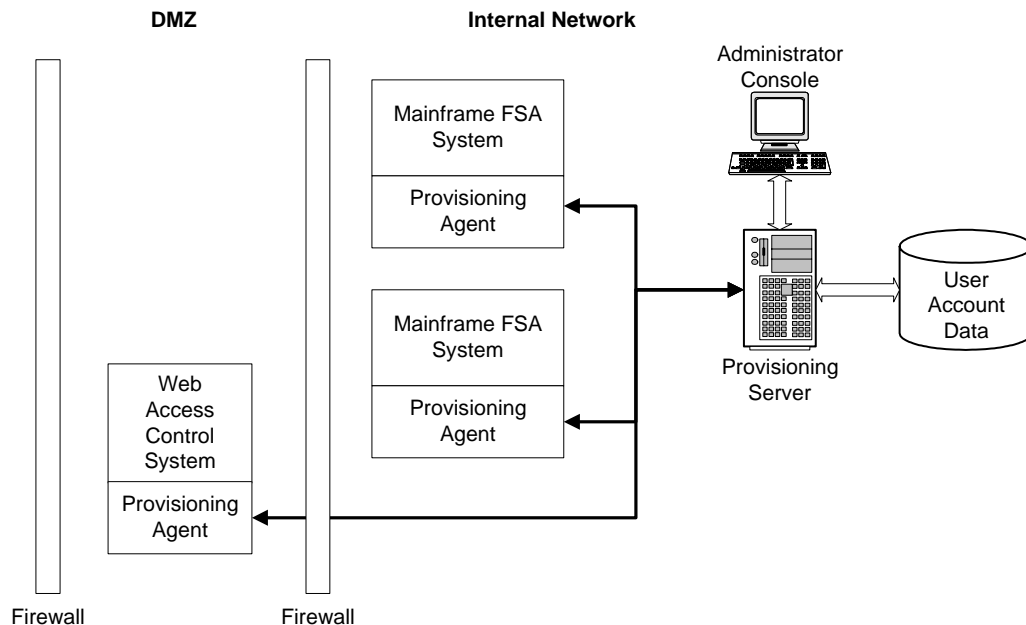 DMZ
Internal Network
Administrator
Console
Mainframe FSA
System
Provisioning
Agent
Mainframe FSA
System
Provisioning
Agent
User
Account
Data
Provisioning
Server
Web
Access
Control
System
Provisioning
Agent
Firewall
Firewall